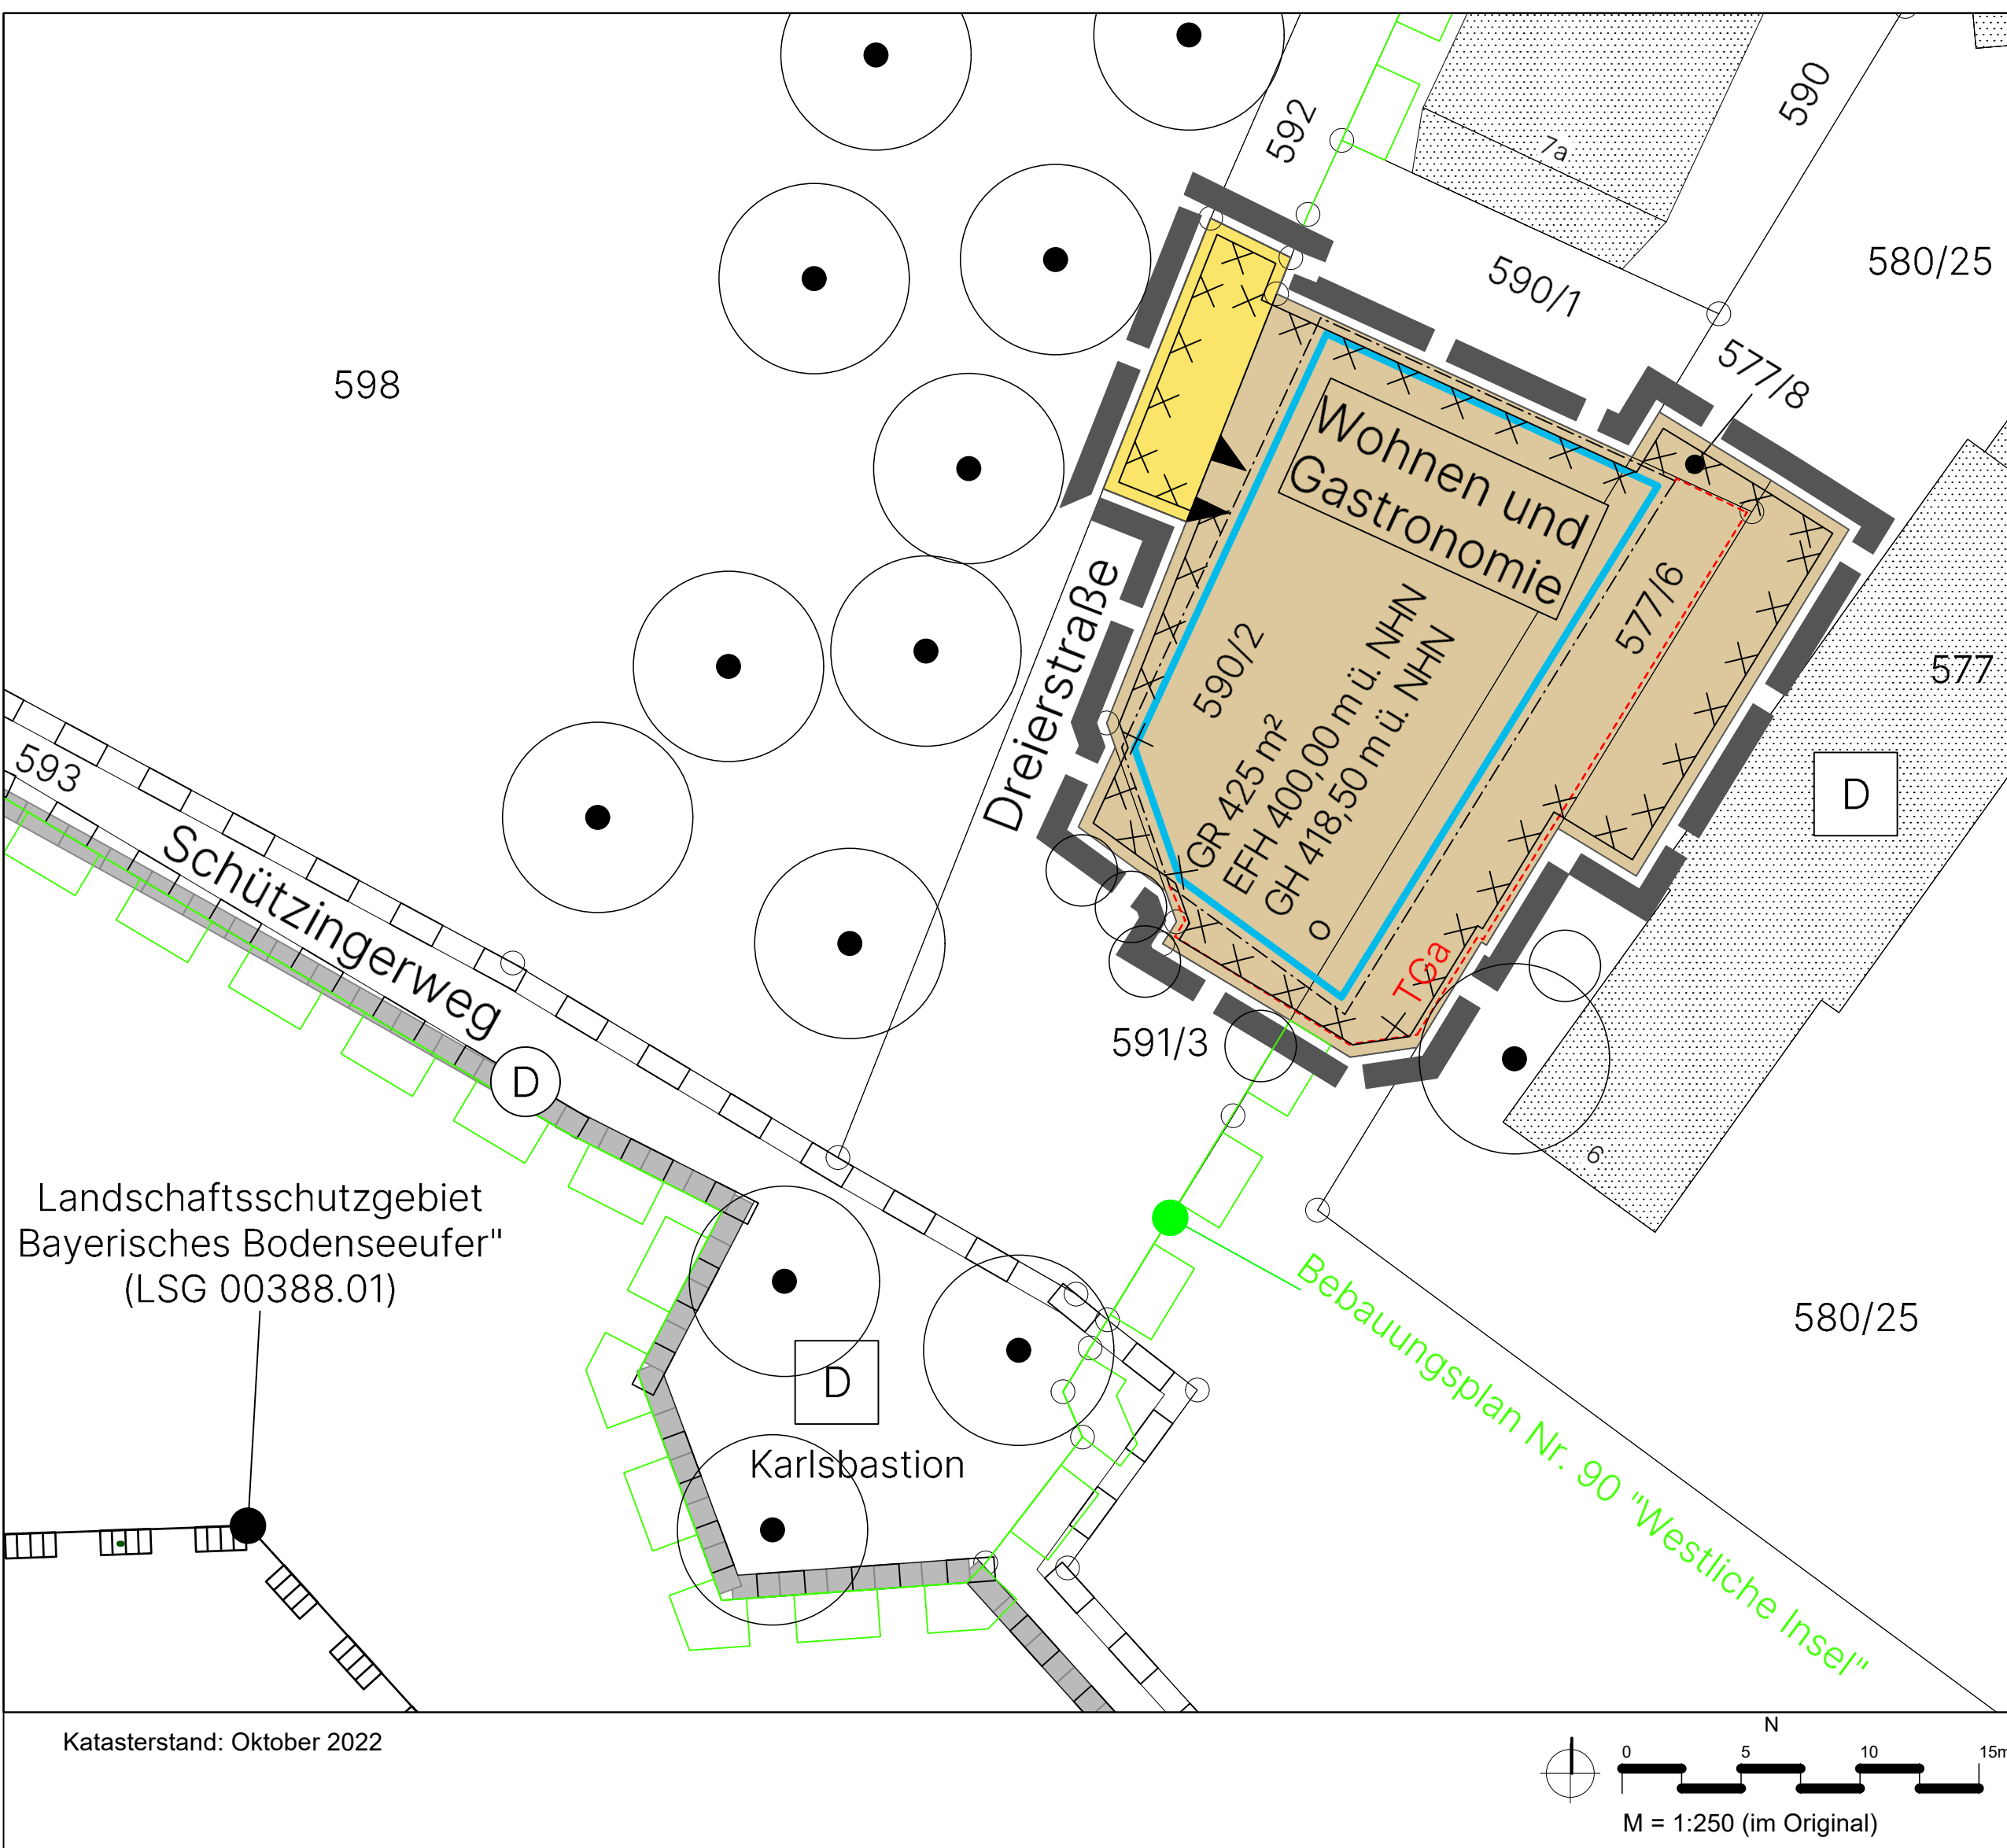 592
7a
590
580/25
590/1
577/8
598
Wohnen und
Gastronomie
577/6
577
590/2
Dreierstraße
GR 425 m²
EFH 400,00 m ü. NHN
GH 418,50 m ü. NHN
o
TGa
D
593
Schützingerweg
D
591/3
6
Landschaftsschutzgebiet
Bayerisches Bodenseeufer"
(LSG 00388.01)
Bebauungsplan Nr. 90 "Westliche Insel"
580/25
D
Karlsbastion
Katasterstand: Oktober 2022
N
0 5 10 15m
M = 1:250 (im Original)